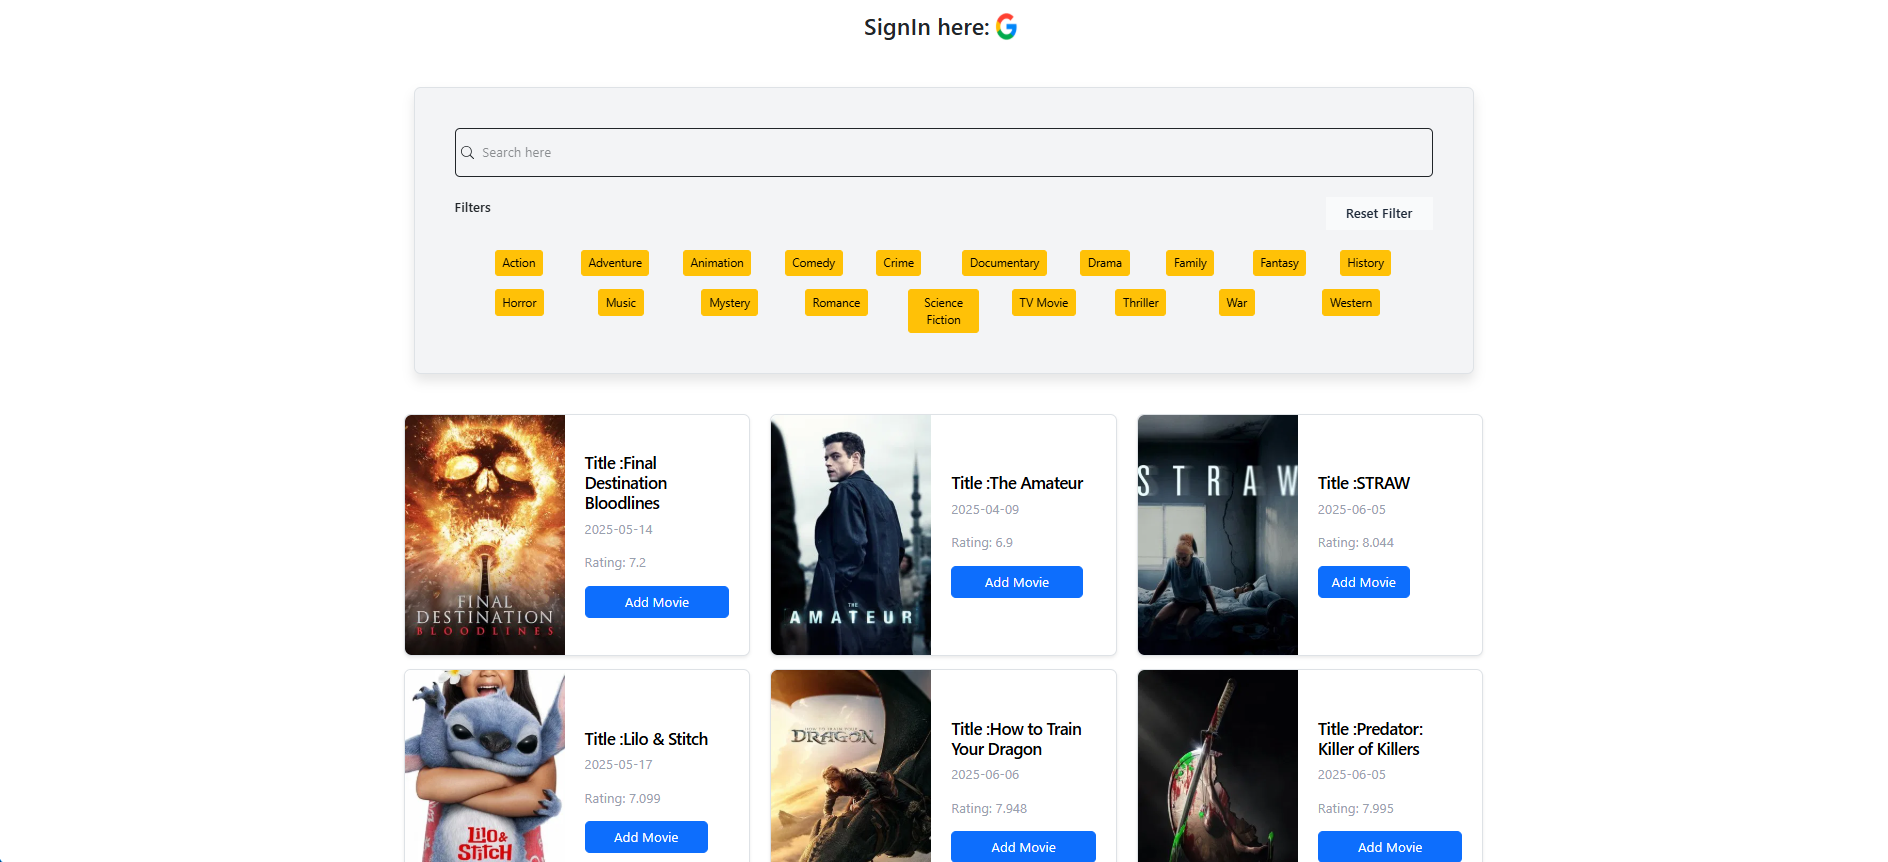 SignIn here:
Search here
Filters
Reset Filter
Action Adventure Animation Comedy Crime Documentary Drama Family Fantasy History
Horror Music Mystery Romance Science Fiction TV Movie Thriller War Western
FINAL
DESTINATION
BLOODLINES
Title :Final
Destination
Bloodlines
2025-05-14
Rating: 7.2
Add Movie
THE
AMATEUR
Title :The Amateur
2025-04-09
Rating: 6.9
Add Movie
STRAW
Title :STRAW
2025-06-05
Rating: 8.044
Add Movie
Lilo &
Stitch
Title :Lilo & Stitch
2025-05-17
Rating: 7.099
Add Movie
HOW TO TRAIN YOUR
DRAGON
Title :How to Train
Your Dragon
2025-06-06
Rating: 7.948
Add Movie
Title :Predator:
Killer of Killers
2025-06-05
Rating: 7.995
Add Movie